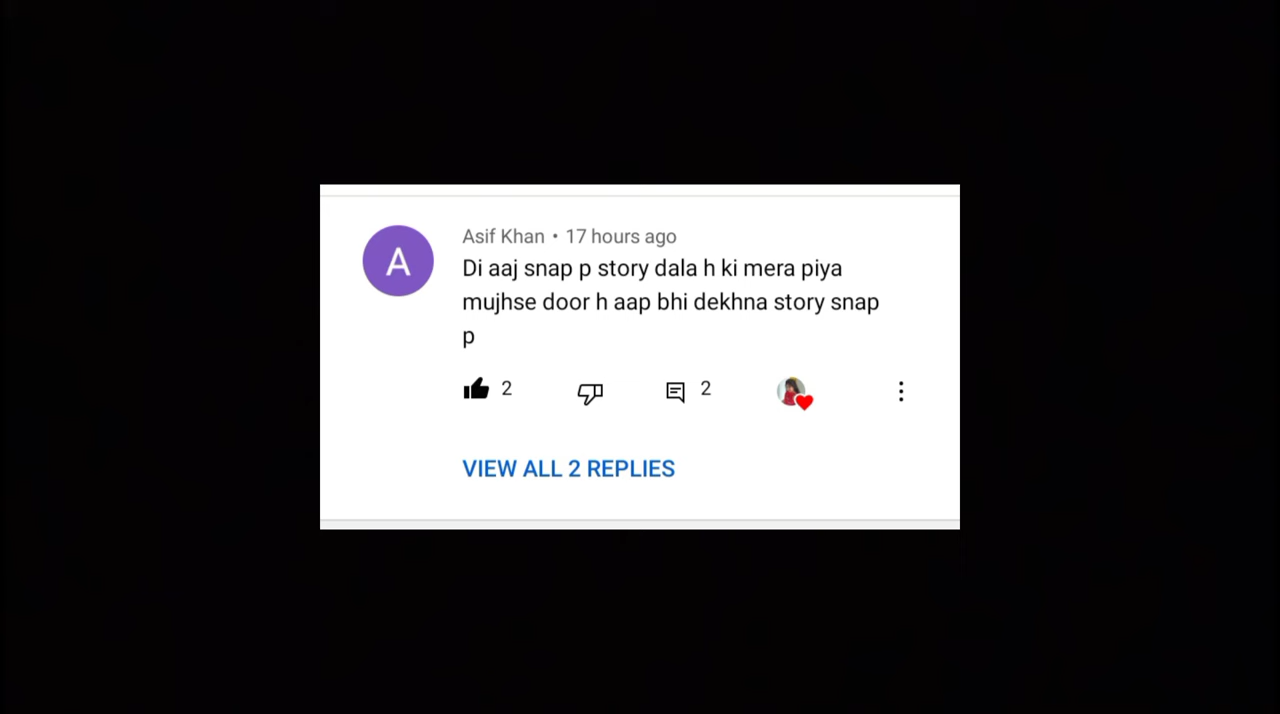 A
Asif Khan • 17 hours ago
Di aaj snap p story dala h ki mera piya
mujhse door h aap bhi dekhna story snap
p
2 2
VIEW ALL 2 REPLIES